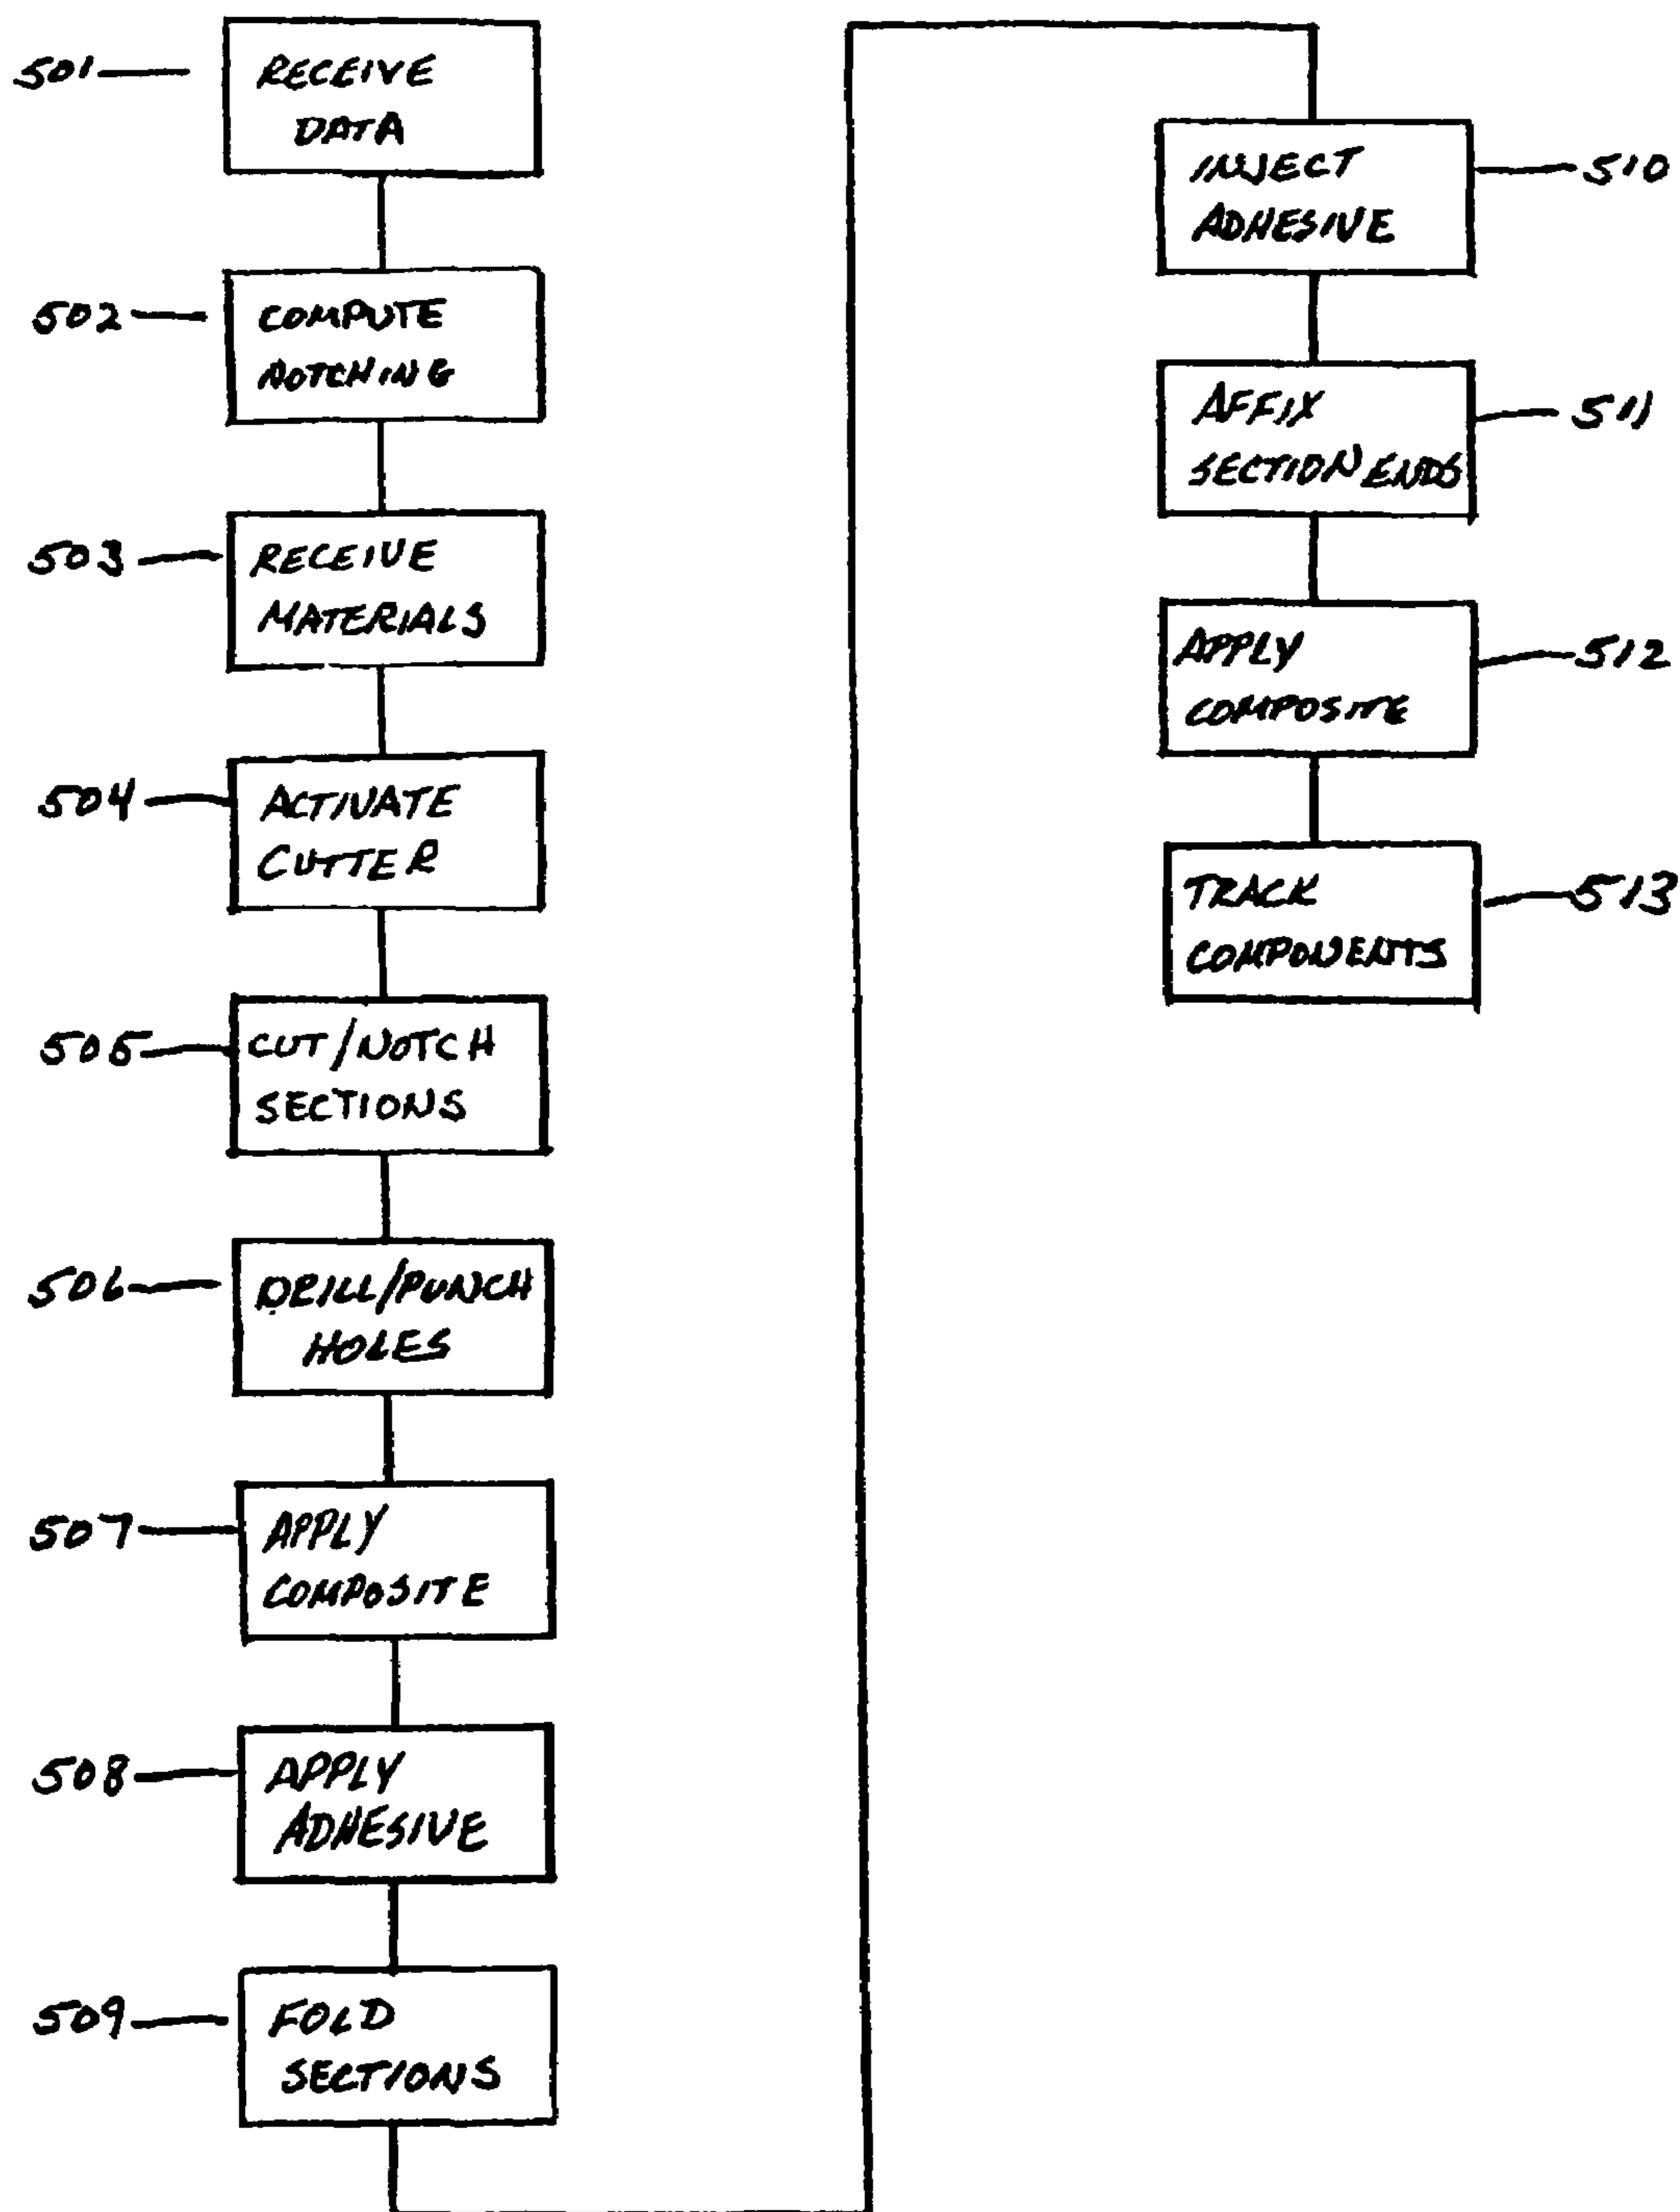 501
RECEIVE
DATA
502
COMPUTE
NOTCHING
503
RECEIVE
MATERIALS
504
ACTIVATE
CUTTER
505
CUT/NOTCH
SECTIONS
506
DRILL/PUNCH
HOLES
507
APPLY
COMPOSITE
508
APPLY
ADHESIVE
509
FOLD
SECTIONS
INJECT
ADHESIVE
510
AFFIX
SECTION ENDS
511
APPLY
COMPOSITE
512
TRACK
COMPONENTS
513